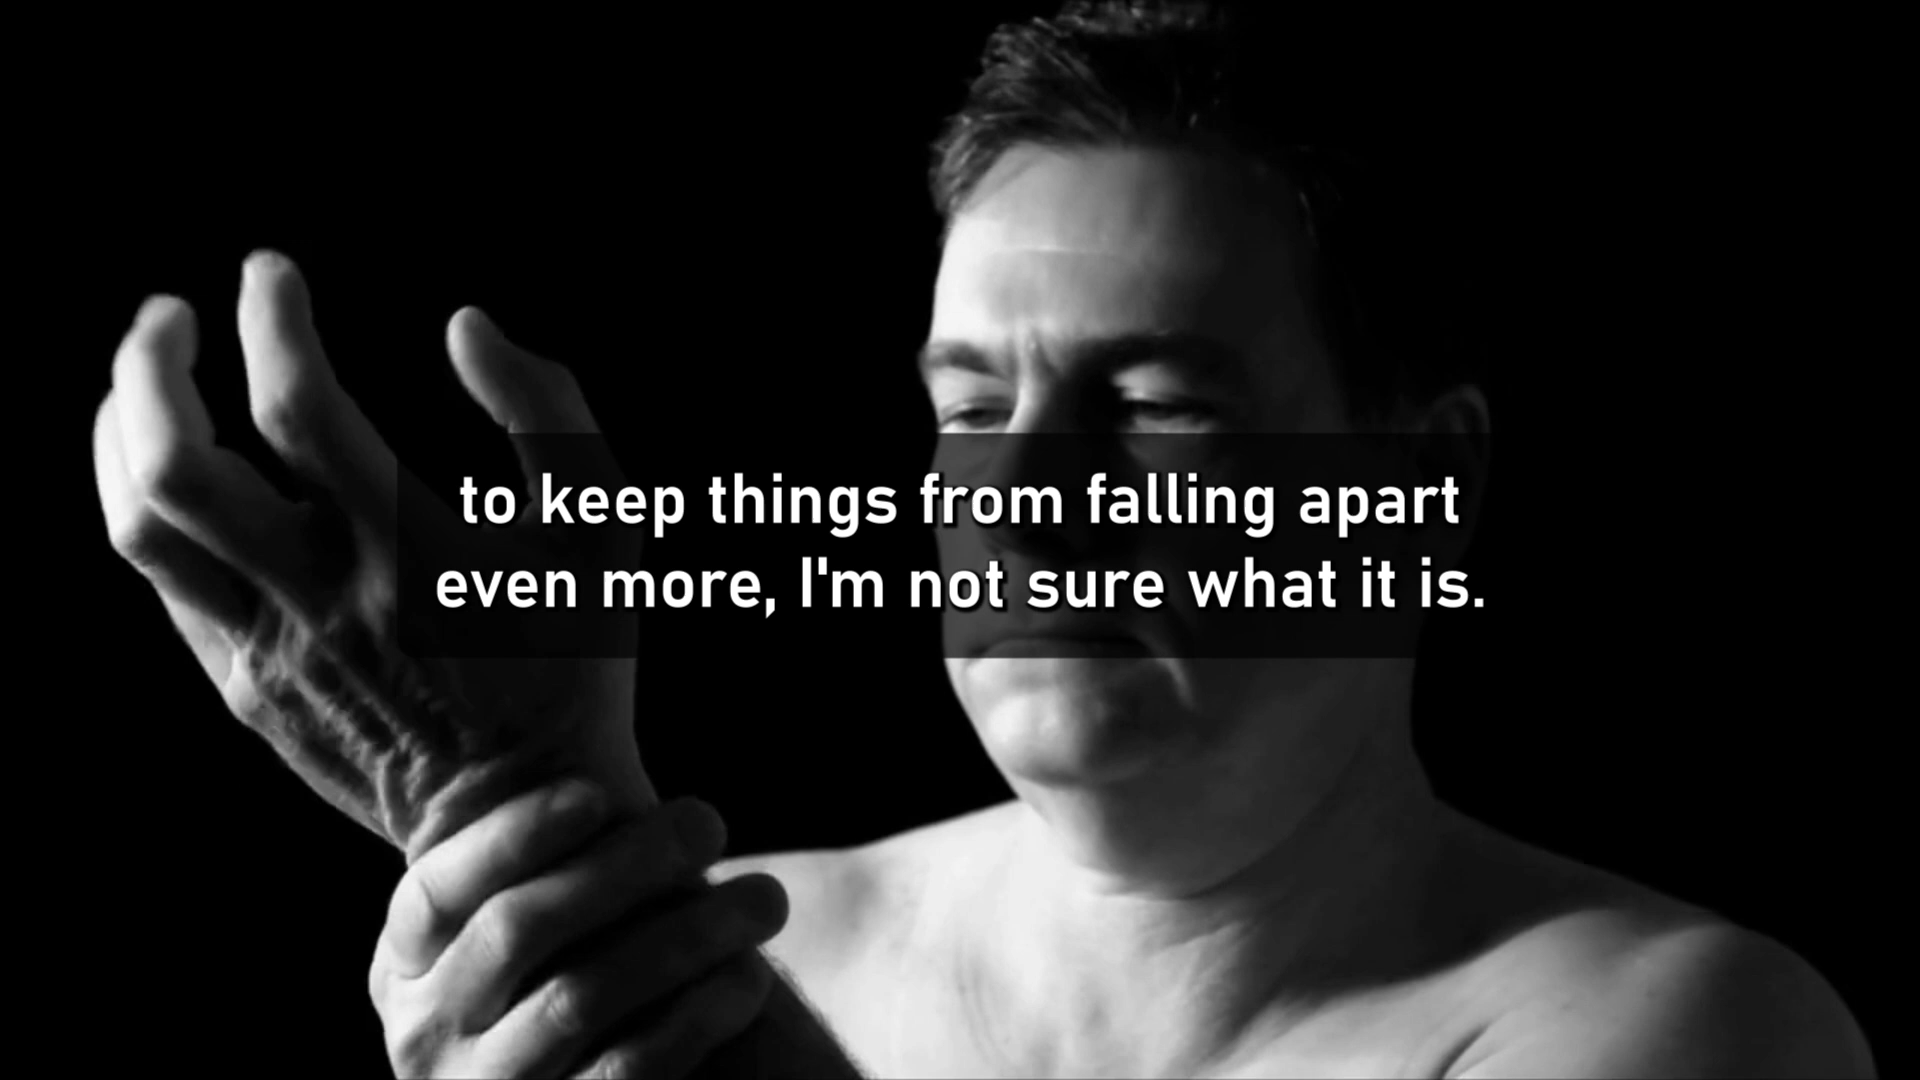 to keep things from falling apart
even more, I'm not sure what it is.